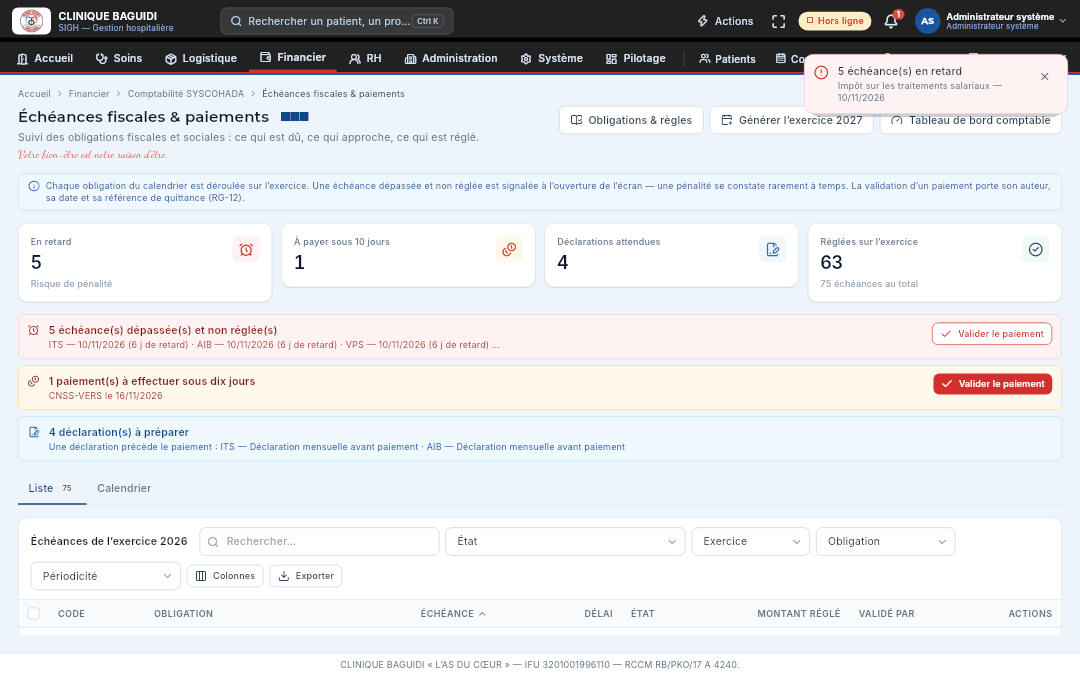 CLINIQUE BAGUIDI
SIGH — Gestion hospitalière
Rechercher un patient, un pro... Ctrl K
Actions
Hors ligne
1
AS
Administrateur système
Administrateur système
Accueil
Soins
Logistique
Financier
RH
Administration
Système
Pilotage
Patients
5 échéance(s) en retard
Impôt sur les traitements salariaux —
10/11/2026
Accueil > Financier > Comptabilité SYSCOHADA > Échéances fiscales & paiements
Échéances fiscales & paiements
Suivi des obligations fiscales et sociales : ce qui est dû, ce qui approche, ce qui est réglé.
Votre bien-être est notre raison d'être.
Obligations & règles
Générer l'exercice 2027
Tableau de bord comptable
Chaque obligation du calendrier est déroulée sur l'exercice. Une échéance dépassée et non réglée est signalée à l'ouverture de l'écran — une pénalité se constate rarement à temps. La validation d'un paiement porte son auteur,
sa date et sa référence de quittance (RG-12).
En retard
5
Risque de pénalité
À payer sous 10 jours
1
Déclarations attendues
4
Réglées sur l'exercice
63
75 échéances au total
5 échéance(s) dépassée(s) et non réglée(s)
ITS — 10/11/2026 (6 j de retard) · AIB — 10/11/2026 (6 j de retard) · VPS — 10/11/2026 (6 j de retard) ...
Valider le paiement
1 paiement(s) à effectuer sous dix jours
CNSS-VERS le 16/11/2026
Valider le paiement
4 déclaration(s) à préparer
Une déclaration précède le paiement : ITS — Déclaration mensuelle avant paiement · AIB — Déclaration mensuelle avant paiement
Liste 75
Calendrier
Échéances de l'exercice 2026
Rechercher...
État
Exercice
Obligation
Périodicité
Colonnes
Exporter
CODE OBLIGATION ÉCHÉANCE DÉLAI ÉTAT MONTANT RÉGLÉ VALIDÉ PAR ACTIONS
CLINIQUE BAGUIDI « L'AS DU CŒUR » — IFU 3201001996110 — RCCM RB/PKO/17 A 4240.